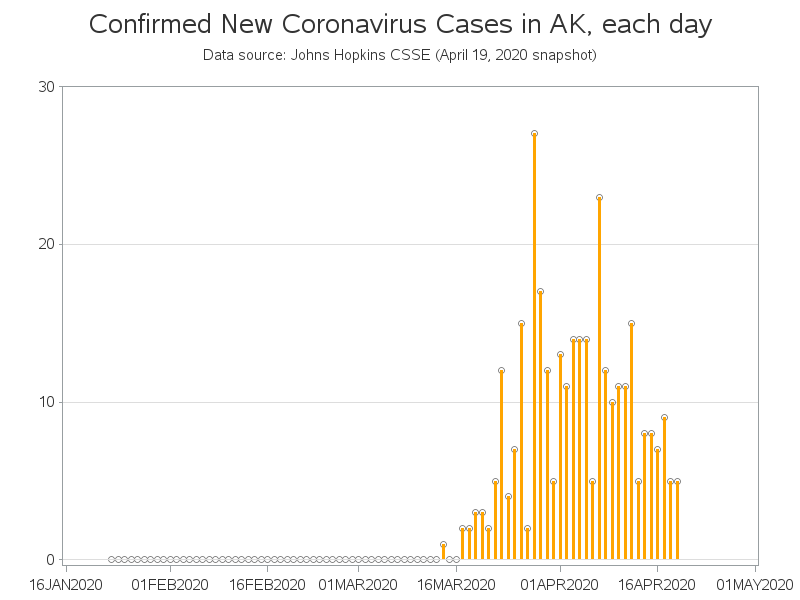 Confirmed New Coronavirus Cases in AK, each day
Data source: Johns Hopkins CSSE (April 19, 2020 snapshot)
30
20
10
0
16JAN2020 01FEB2020 16FEB2020 01MAR2020 16MAR2020 01APR2020 16APR2020 01MAY2020